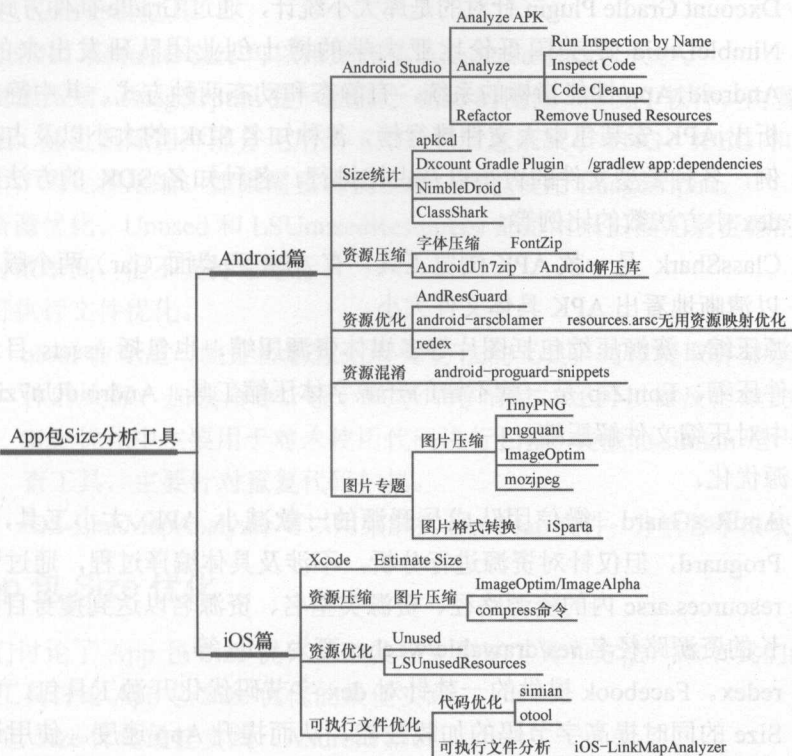 App包Size分析工具
Android篇
Android Studio
Analyze APK
Analyze
Run Inspection by Name
Inspect Code
Code Cleanup
Refactor
Remove Unused Resources
Size统计
apkcal
Dxcount Gradle Plugin
/gradlew app:dependencies
NimbleDroid
ClassShark
资源压缩
字体压缩
FontZip
AndroidUn7zip
Android解压库
资源优化
AndResGuard
android-arscblamer
resources.arsc无用资源映射优化
redex
资源混淆
android-proguard-snippets
图片专题
图片压缩
TinyPNG
pngant
ImageOptim
mozjpeg
图片格式转换
iSparta
iOS篇
Xcode
Estimate Size
资源压缩
图片压缩
ImageOptim/ImageAlpha
compress命令
资源优化
Unused
LSUnusedResources
可执行文件优化
代码优化
simian
otool
可执行文件分析
iOS-LinkMapAnalyzer